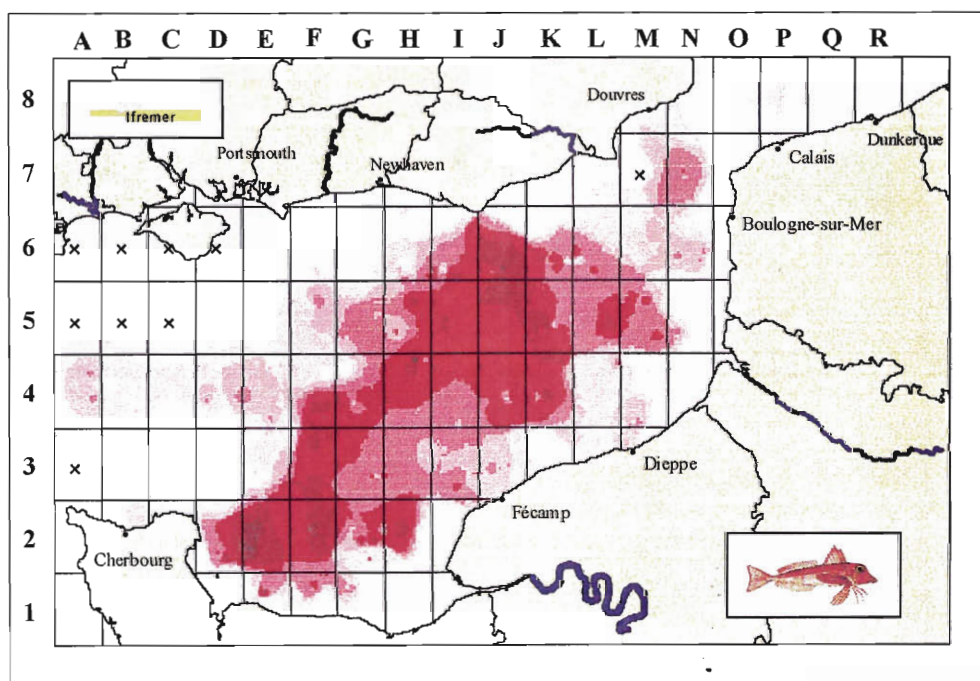 A B C D E F G H I J K L M N O P Q R
8
Ifremer
Douvres
Dunkerque
Portsmouth
Calais
7
Newhaven
×
Boulogne-sur-Mer
6
× × × ×
5
× × ×
4
3
×
Dieppe
Fécamp
2
Cherbourg
1